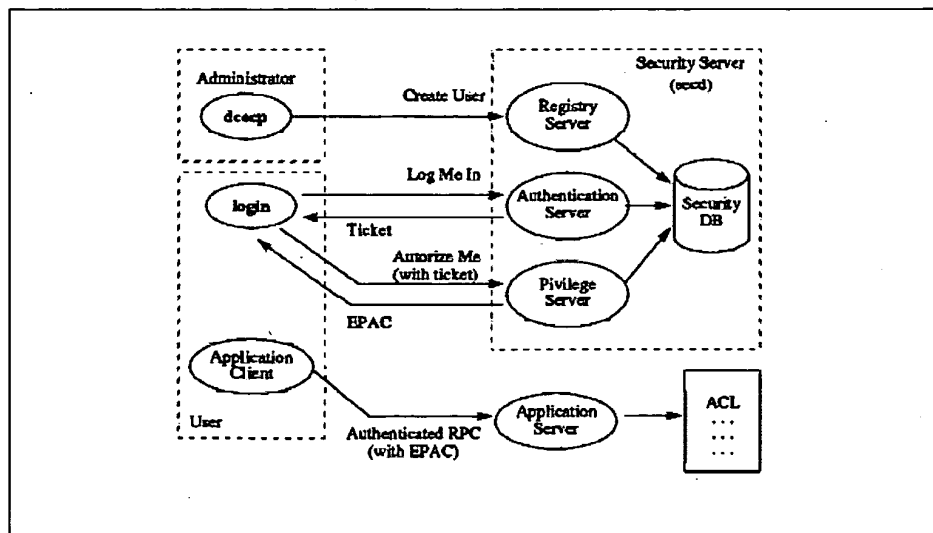 Administrator
dcecp
Create User
Security Server
(secd)
Registry
Server
Log Me In
login
Authentication
Server
Security
DB
Ticket
Autorize Me
(with ticket)
Pivilege
Server
EPAC
Application
Client
User
Authenticated RPC
(with EPAC)
Application
Server
ACL
. . .
. . .
. . .